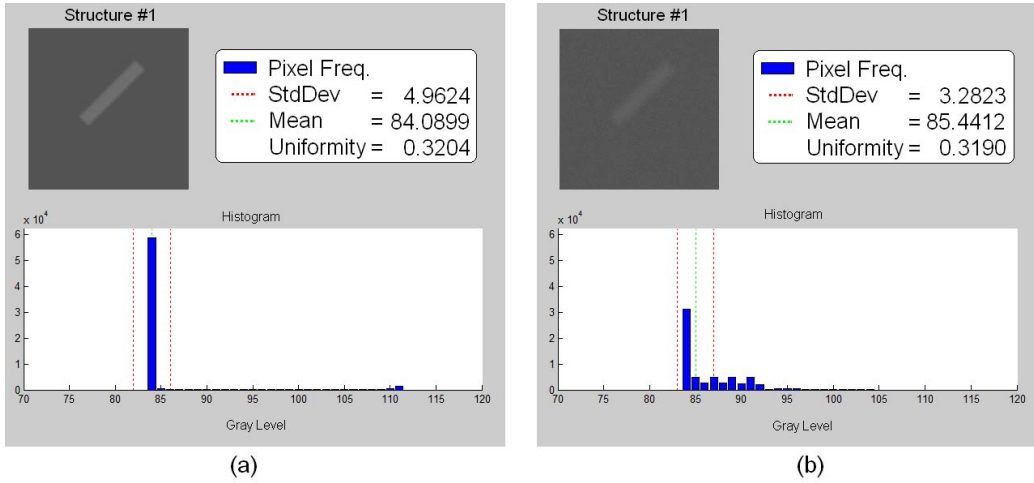 Structure #1
Pixel Freq.
StdDev = 4.9624
Mean = 84.0899
Uniformity = 0.3204
Histogram
x 10^4
6
5
4
3
2
1
0
70 75 80 85 90 95 100 105 110 115 120
Gray Level
(a)
Structure #1
Pixel Freq.
StdDev = 3.2823
Mean = 85.4412
Uniformity = 0.3190
Histogram
x 10^4
6
5
4
3
2
1
0
70 75 80 85 90 95 100 105 110 115 120
Gray Level
(b)